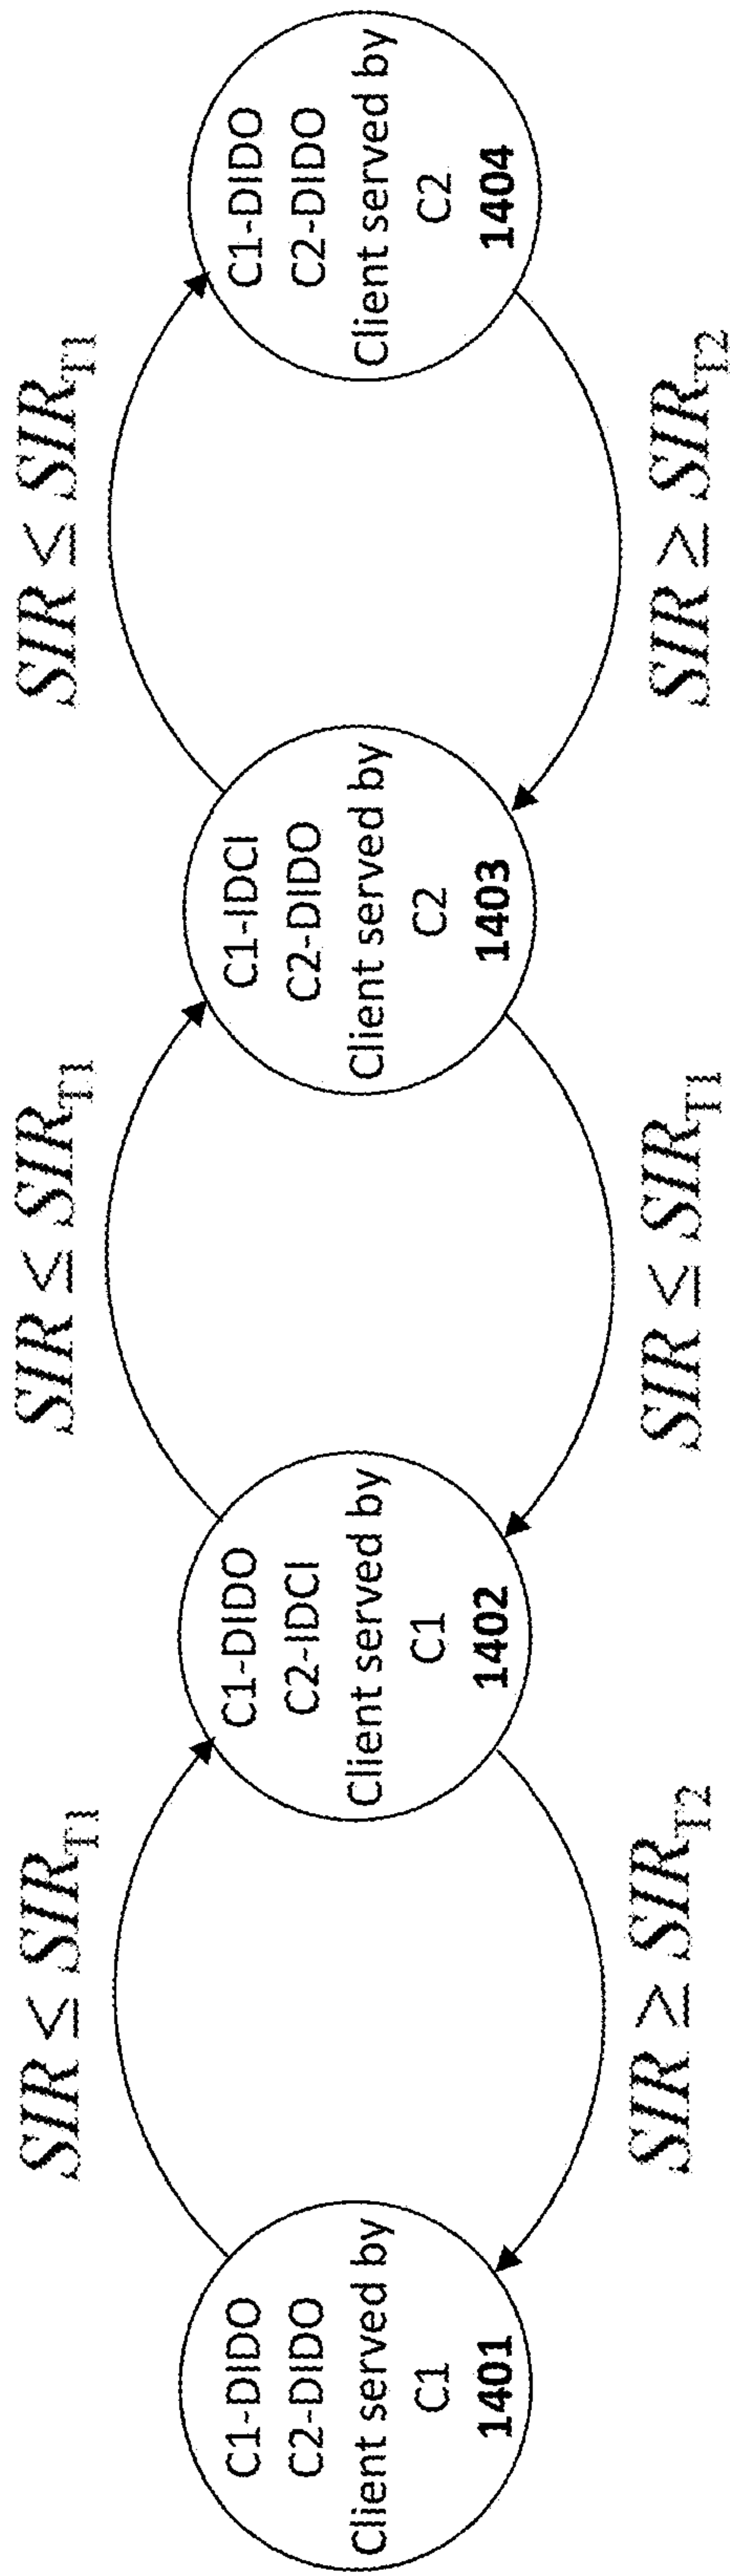 SIR ≤ SIR_T1
SIR ≤ SIR_T1
SIR ≤ SIR_T1
C1-DIDO
C2-DIDO
Client served by
C1
1401
C1-DIDO
C2-IDCI
Client served by
C1
1402
C1-IDCI
C2-DIDO
Client served by
C2
1403
C1-DIDO
C2-DIDO
Client served by
C2
1404
SIR ≥ SIR_T2
SIR ≤ SIR_T1
SIR ≥ SIR_T2